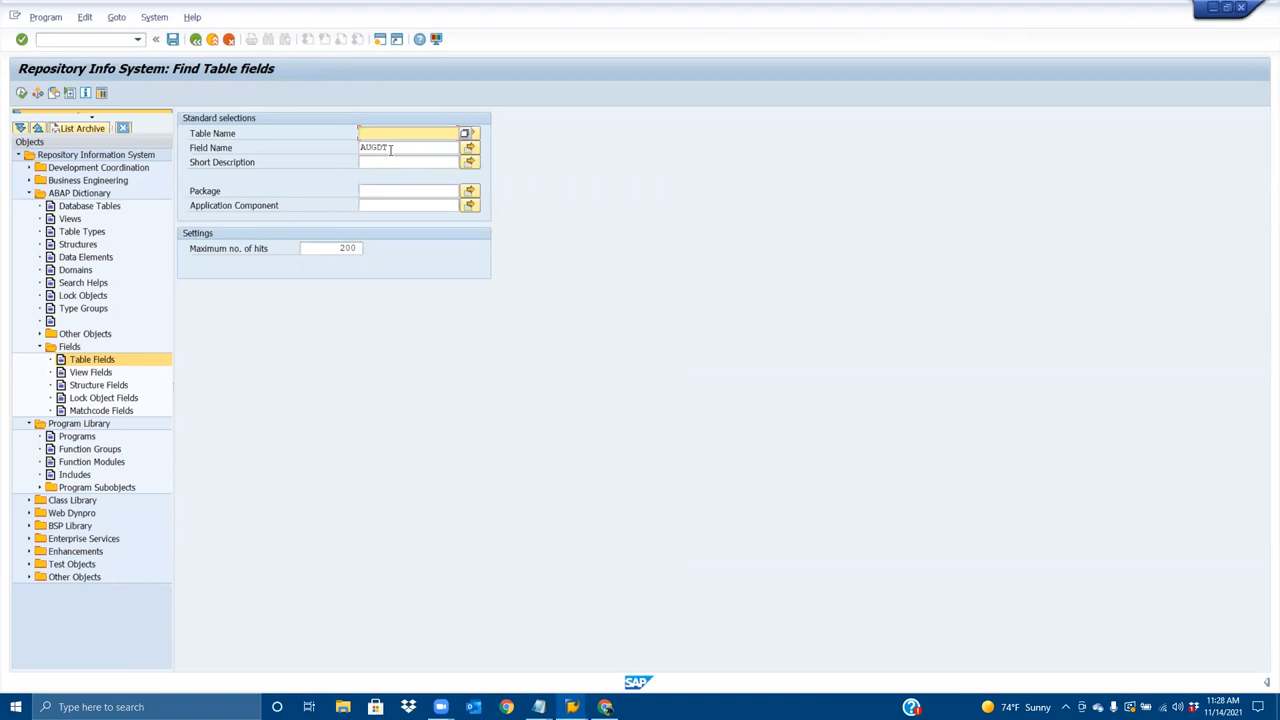 Program Edit Goto System Help
Repository Info System: Find Table fields
List Archive
Objects
Repository Information System
Development Coordination
Business Engineering
ABAP Dictionary
Database Tables
Views
Table Types
Structures
Data Elements
Domains
Search Helps
Lock Objects
Type Groups
Other Objects
Fields
Table Fields
View Fields
Structure Fields
Lock Object Fields
Matchcode Fields
Program Library
Programs
Function Groups
Function Modules
Includes
Program Subobjects
Class Library
Web Dynpro
BSP Library
Enterprise Services
Enhancements
Test Objects
Other Objects
Standard selections
Table Name
Field Name AUGDT
Short Description
Package
Application Component
Settings
Maximum no. of hits 200
SAP
Type here to search
74°F Sunny
11:28 AM
11/14/2021